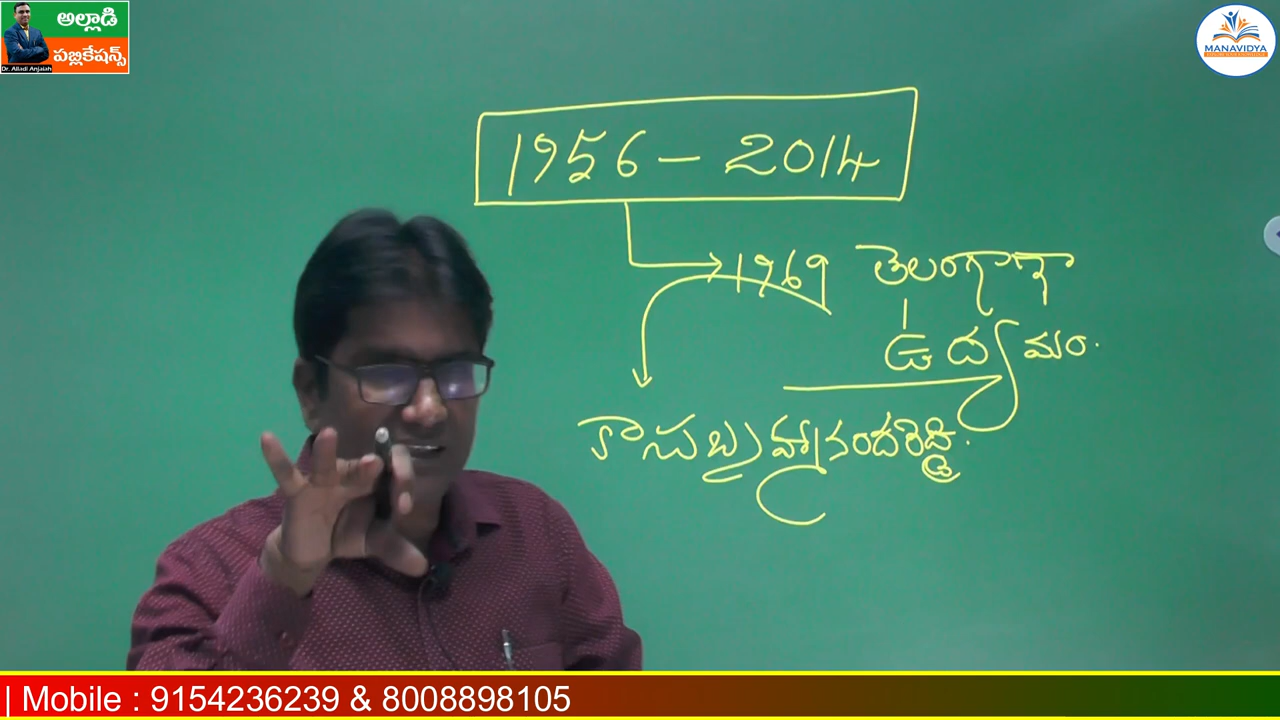 అల్లాడి
పబ్లికేషన్స్
Dr. Alladi Anjaiah
MANAVIDYA
1956 - 2014
1969 తెలంగాణా
ఉద్యమం.
కాసుబ్రహ్మానందరెడ్డి.
| Mobile : 9154236239 & 8008898105